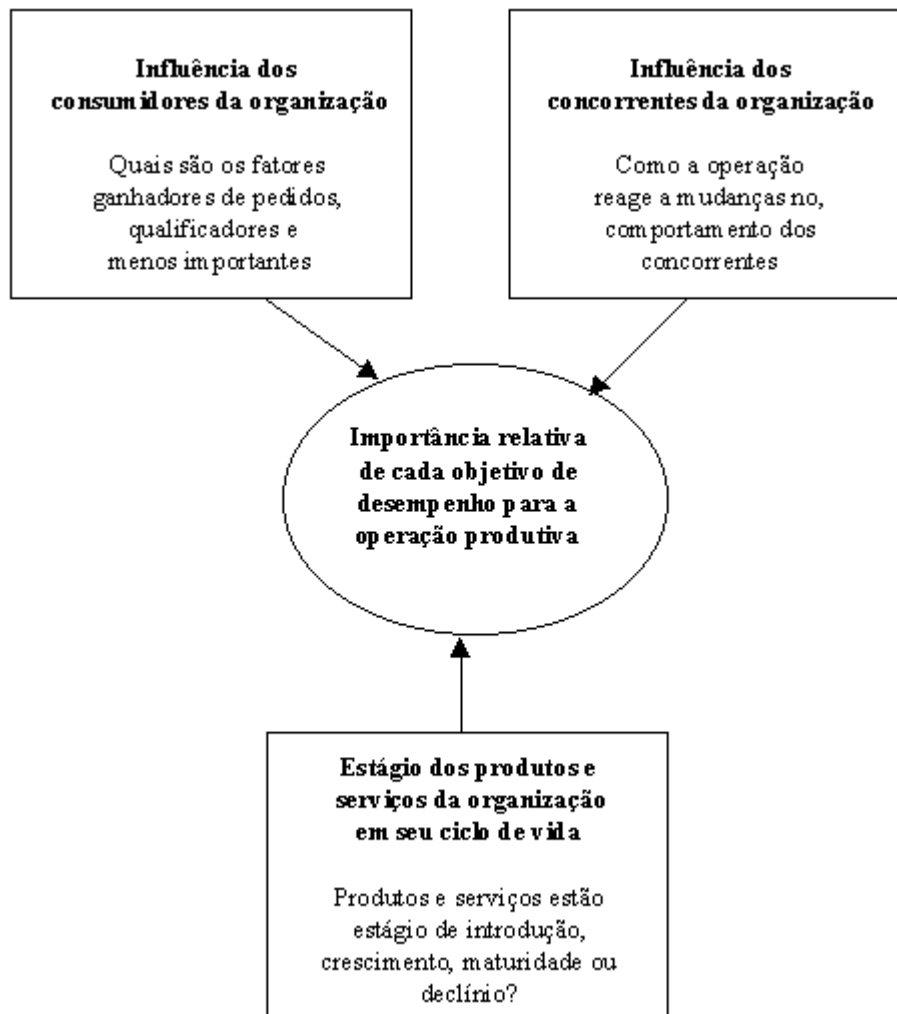 Influência dos
consumidores da organização
Quais são os fatores
ganhadores de pedidos,
qualificadores e
menos importantes
Influência dos
concorrentes da organização
Como a operação
reage a mudanças no,
comportamento dos
concorrentes
Importância relativa
de cada objetivo de
desempenho para a
operação produtiva
Estágio dos produtos e
serviços da organização
em seu ciclo de vida
Produtos e serviços estão
estágio de introdução,
crescimento, maturidade ou
declínio?